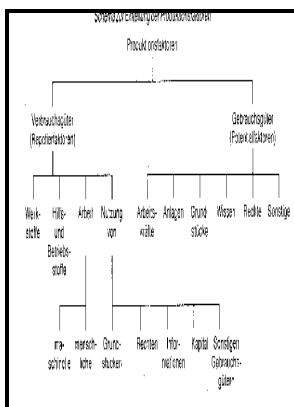 Schema zur Einteilung der Produktionsfaktoren
Produktionsfaktoren
Verbrauchsgüter
(Repetierfaktoren)
Gebrauchsgüter
(Potentialfaktoren)
Werk-
stoffe
Hilfs-
und
Betriebs-
stoffe
Arbeit
Nutzung
von
Arbeits-
kräfte
Anlagen
Grund-
stücke
Wissen
Rechte
Sonstige
ma-
schinelle
mensch-
liche
Grund-
stücken
Rechten
Infor-
mationen
Kapital
Sonstigen
Gebrauchs-
gütern